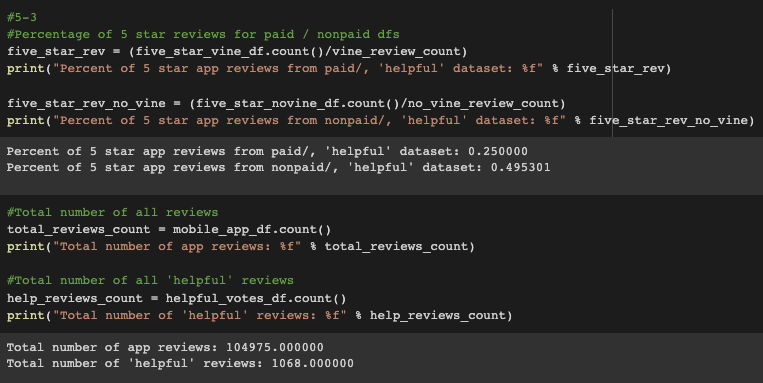 #5-3
#Percentage of 5 star reviews for paid / nonpaid dfs
five_star_rev = (five_star_vine_df.count()/vine_review_count)
print("Percent of 5 star app reviews from paid/, 'helpful' dataset: %f" % five_star_rev)
five_star_rev_no_vine = (five_star_novine_df.count()/no_vine_review_count)
print("Percent of 5 star app reviews from nonpaid/, 'helpful' dataset: %f" % five_star_rev_no_vine)
Percent of 5 star app reviews from paid/, 'helpful' dataset: 0.250000
Percent of 5 star app reviews from nonpaid/, 'helpful' dataset: 0.495301
#Total number of all reviews
total_reviews_count = mobile_app_df.count()
print("Total number of app reviews: %f" % total_reviews_count)
#Total number of all 'helpful' reviews
help_reviews_count = helpful_votes_df.count()
print("Total number of 'helpful' reviews: %f" % help_reviews_count)
Total number of app reviews: 104975.000000
Total number of 'helpful' reviews: 1068.000000